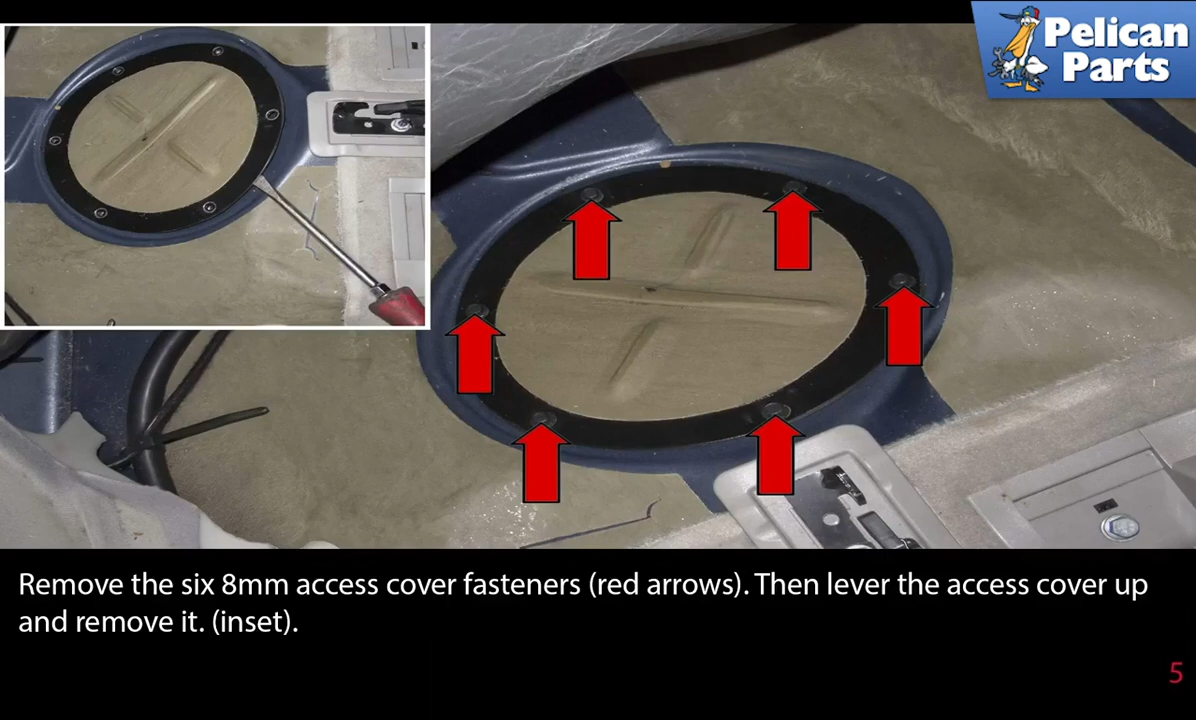 Pelican
Parts
Remove the six 8mm access cover fasteners (red arrows). Then lever the access cover up
and remove it. (inset).
5